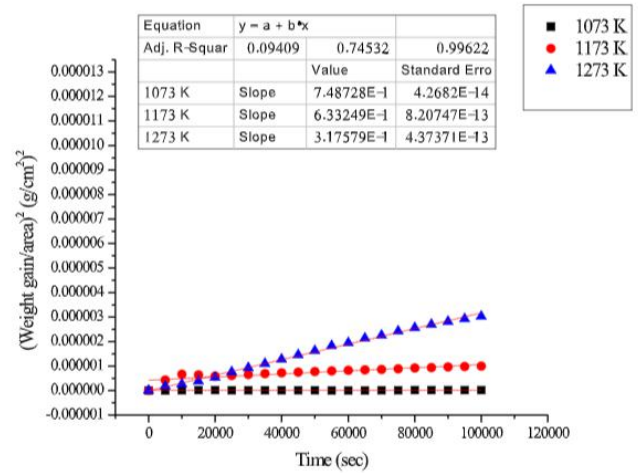 Equation y = a + b*x
Adj. R-Squar 0.09409 0.74532 0.99622
Value Standard Erro
1073 K Slope 7.48728E-1 4.2682E-14
1173 K Slope 6.33249E-1 8.20747E-13
1273 K Slope 3.17579E-1 4.37371E-13
1073 K
1173 K
1273 K
(Weight gain/area)² (g/cm²)²
0.000013
0.000012
0.000011
0.000010
0.000009
0.000008
0.000007
0.000006
0.000005
0.000004
0.000003
0.000002
0.000001
0.000000
-0.000001
0 20000 40000 60000 80000 100000 120000
Time (sec)